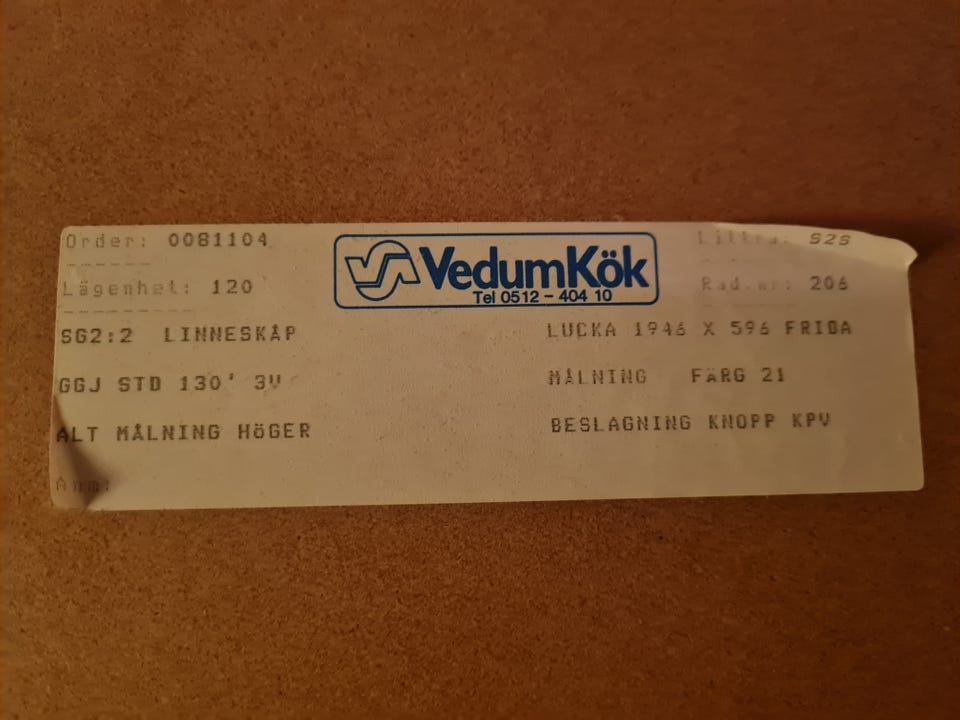 Order: 0081104
VedumKök
Tel 0512 - 404 10
Littra: S2S
Lägenhet: 120
Rad.nr: 206
SG2:2 LINNESKÅP
LUCKA 1946 X 596 FRIDA
GGJ STD 130' 3V
MÅLNING FÄRG 21
ALT MÅLNING HÖGER
BESLAGNING KNOPP KPV
Anm: